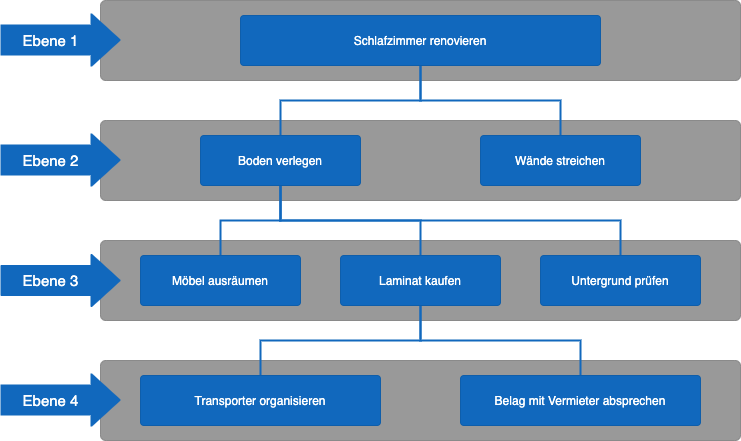 Ebene 1
Schlafzimmer renovieren
Ebene 2
Boden verlegen
Wände streichen
Ebene 3
Möbel ausräumen
Laminat kaufen
Untergrund prüfen
Ebene 4
Transporter organisieren
Belag mit Vermieter absprechen